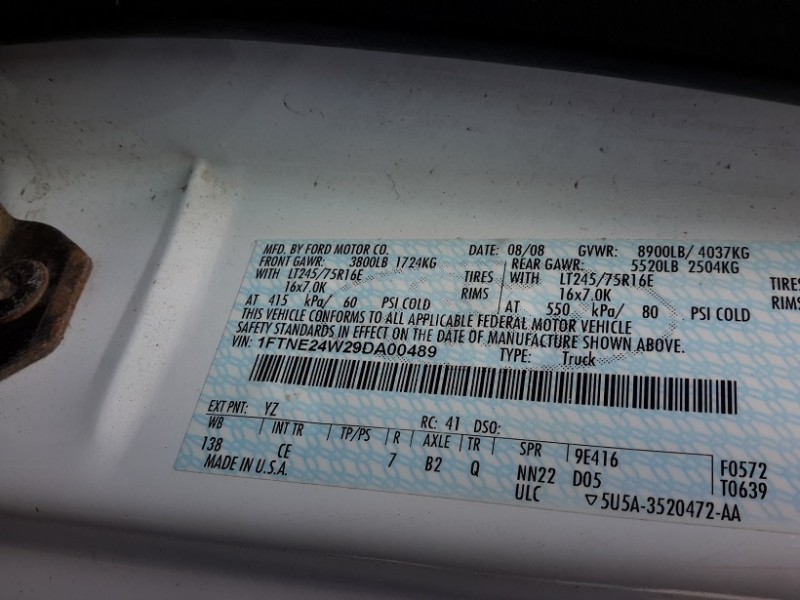 MFD. BY FORD MOTOR CO. DATE: 08/08 GVWR: 8900LB/ 4037KG
FRONT GAWR: 3800LB 1724KG REAR GAWR: 5520LB 2504KG
WITH LT245/75R16E TIRES WITH LT245/75R16E TIRES
16x7.0K RIMS 16x7.0K RIMS
AT 415 kPa/ 60 PSI COLD AT 550 kPa/ 80 PSI COLD
THIS VEHICLE CONFORMS TO ALL APPLICABLE FEDERAL MOTOR VEHICLE
SAFETY STANDARDS IN EFFECT ON THE DATE OF MANUFACTURE SHOWN ABOVE.
VIN: 1FTNE24W29DA00489 TYPE: Truck
EXT PNT: YZ RC: 41 DSO:
WB INT TR TP/PS R AXLE TR SPR 9E416 F0572
138 CE 7 B2 Q NN22 D05 T0639
MADE IN U.S.A. ULC ▽5U5A-3520472-AA